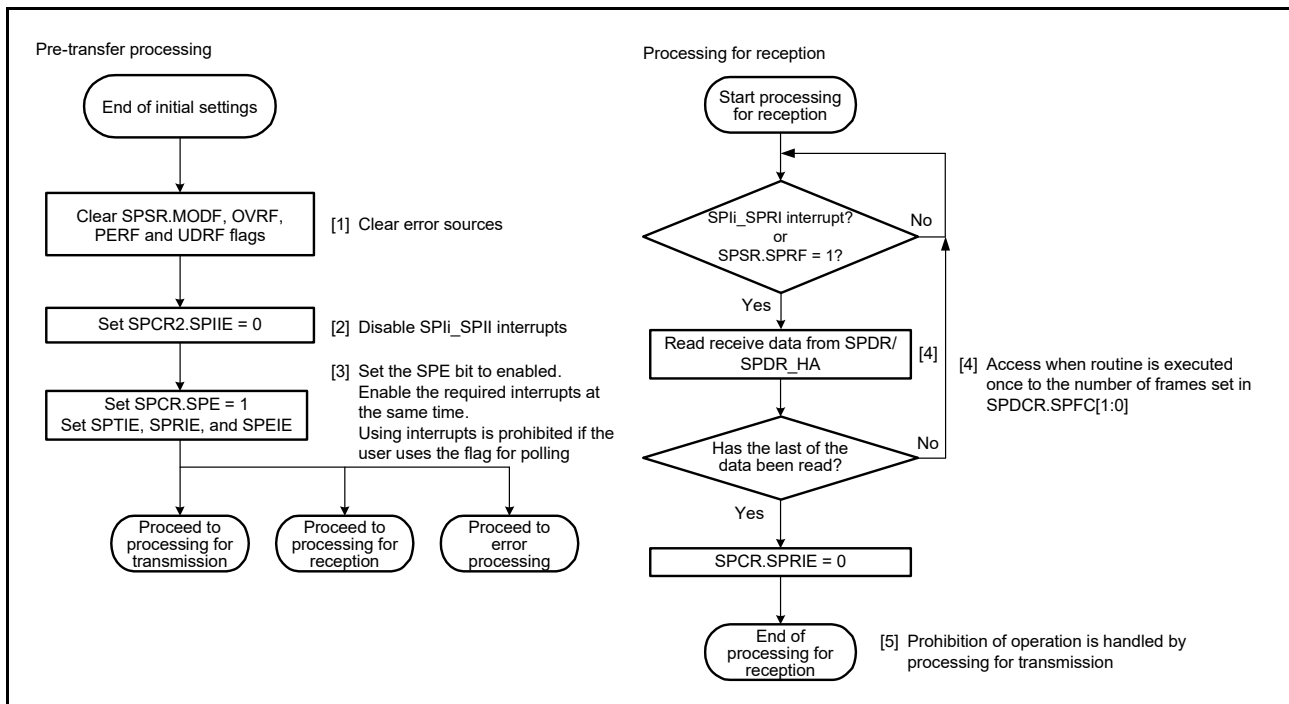 Pre-transfer processing
End of initial settings
Clear SPSR.MODF, OVRF,
PERF and UDRF flags
[1] Clear error sources
Set SPCR2.SPIIE = 0
[2] Disable SPIi_SPII interrupts
Set SPCR.SPE = 1
Set SPTIE, SPRIE, and SPEIE
[3] Set the SPE bit to enabled.
Enable the required interrupts at
the same time.
Using interrupts is prohibited if the
user uses the flag for polling
Proceed to
processing for
transmission
Proceed to
processing for
reception
Proceed to
error
processing
Processing for reception
Start processing
for reception
SPIi_SPRI interrupt?
or
SPSR.SPRF = 1?
No
Yes
Read receive data from SPDR/
SPDR_HA
[4]
[4] Access when routine is executed
once to the number of frames set in
SPDCR.SPFC[1:0]
Has the last of the
data been read?
No
Yes
SPCR.SPRIE = 0
End of
processing for
reception
[5] Prohibition of operation is handled by
processing for transmission